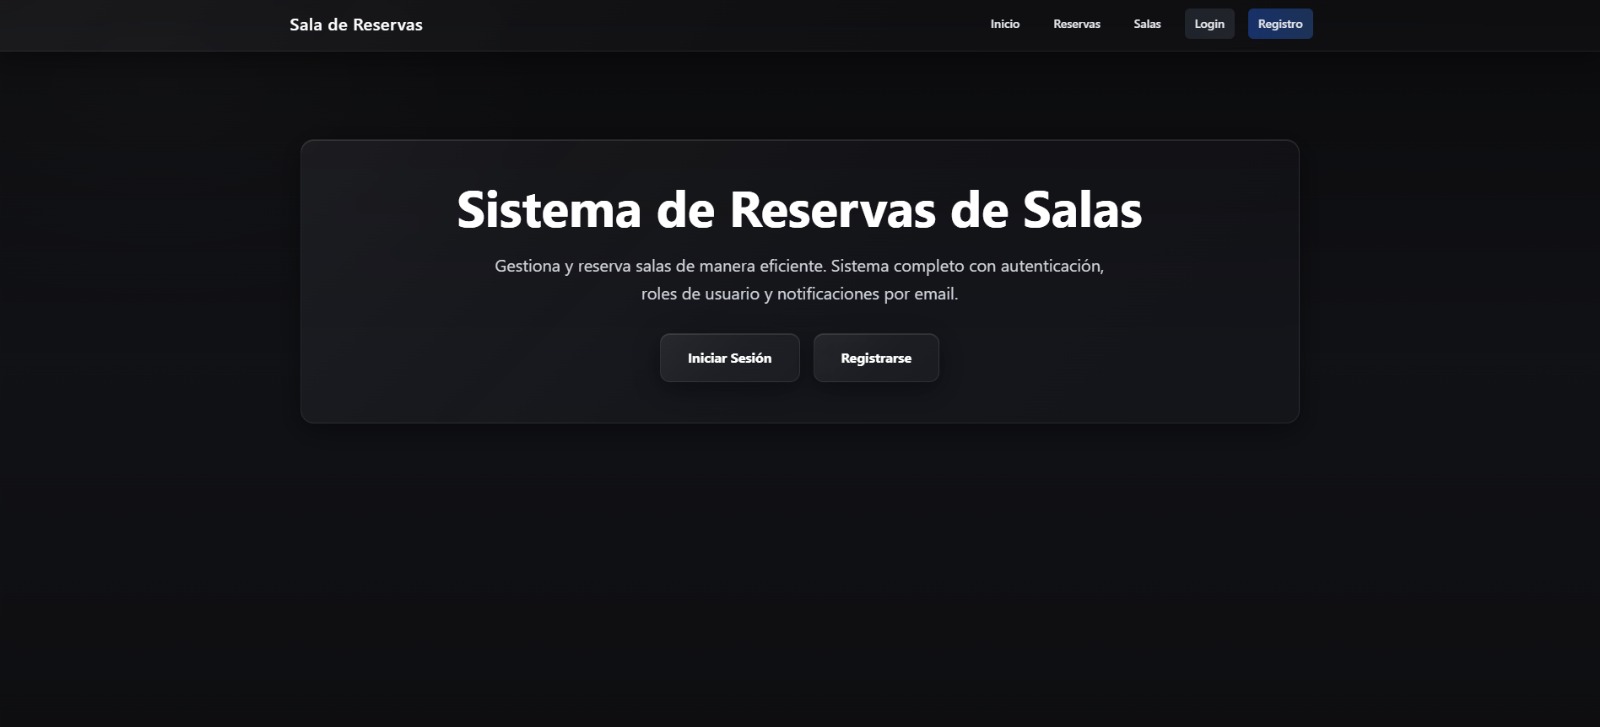 Sala de Reservas
Inicio
Reservas
Salas
Login
Registro
Sistema de Reservas de Salas
Gestiona y reserva salas de manera eficiente. Sistema completo con autenticación,
roles de usuario y notificaciones por email.
Iniciar Sesión
Registrarse